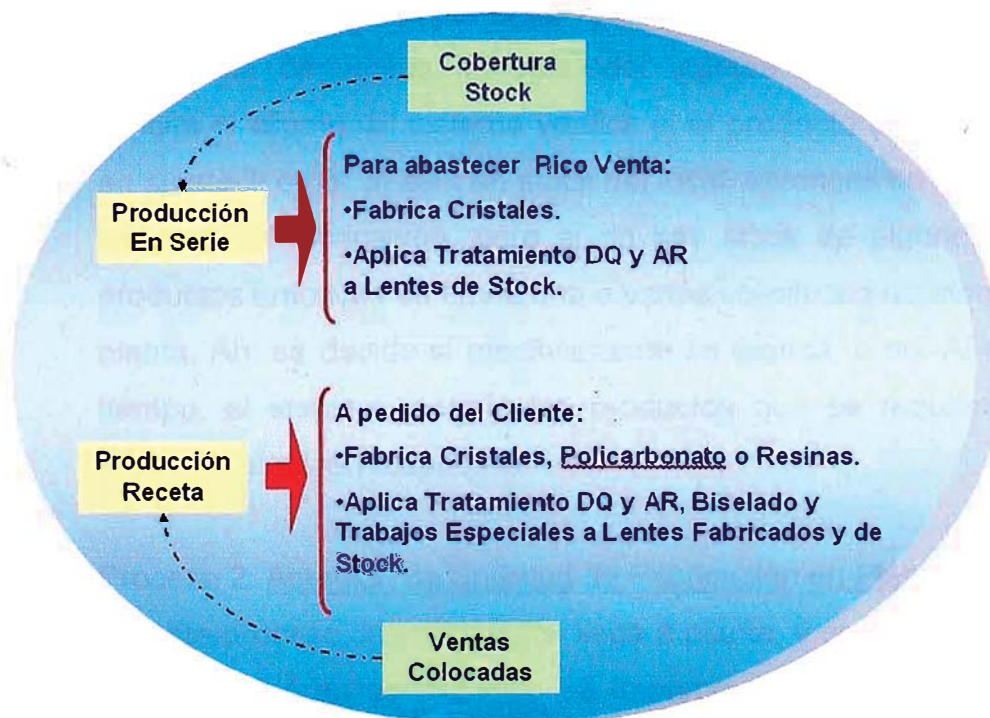 Cobertura
Stock
Para abastecer Rico Venta:
•Fabrica Cristales.
•Aplica Tratamiento DQ y AR
a Lentes de Stock.
Producción
En Serie
A pedido del Cliente:
•Fabrica Cristales, Policarbonato o Resinas.
•Aplica Tratamiento DQ y AR, Biselado y
Trabajos Especiales a Lentes Fabricados y de
Stock.
Producción
Receta
Ventas
Colocadas